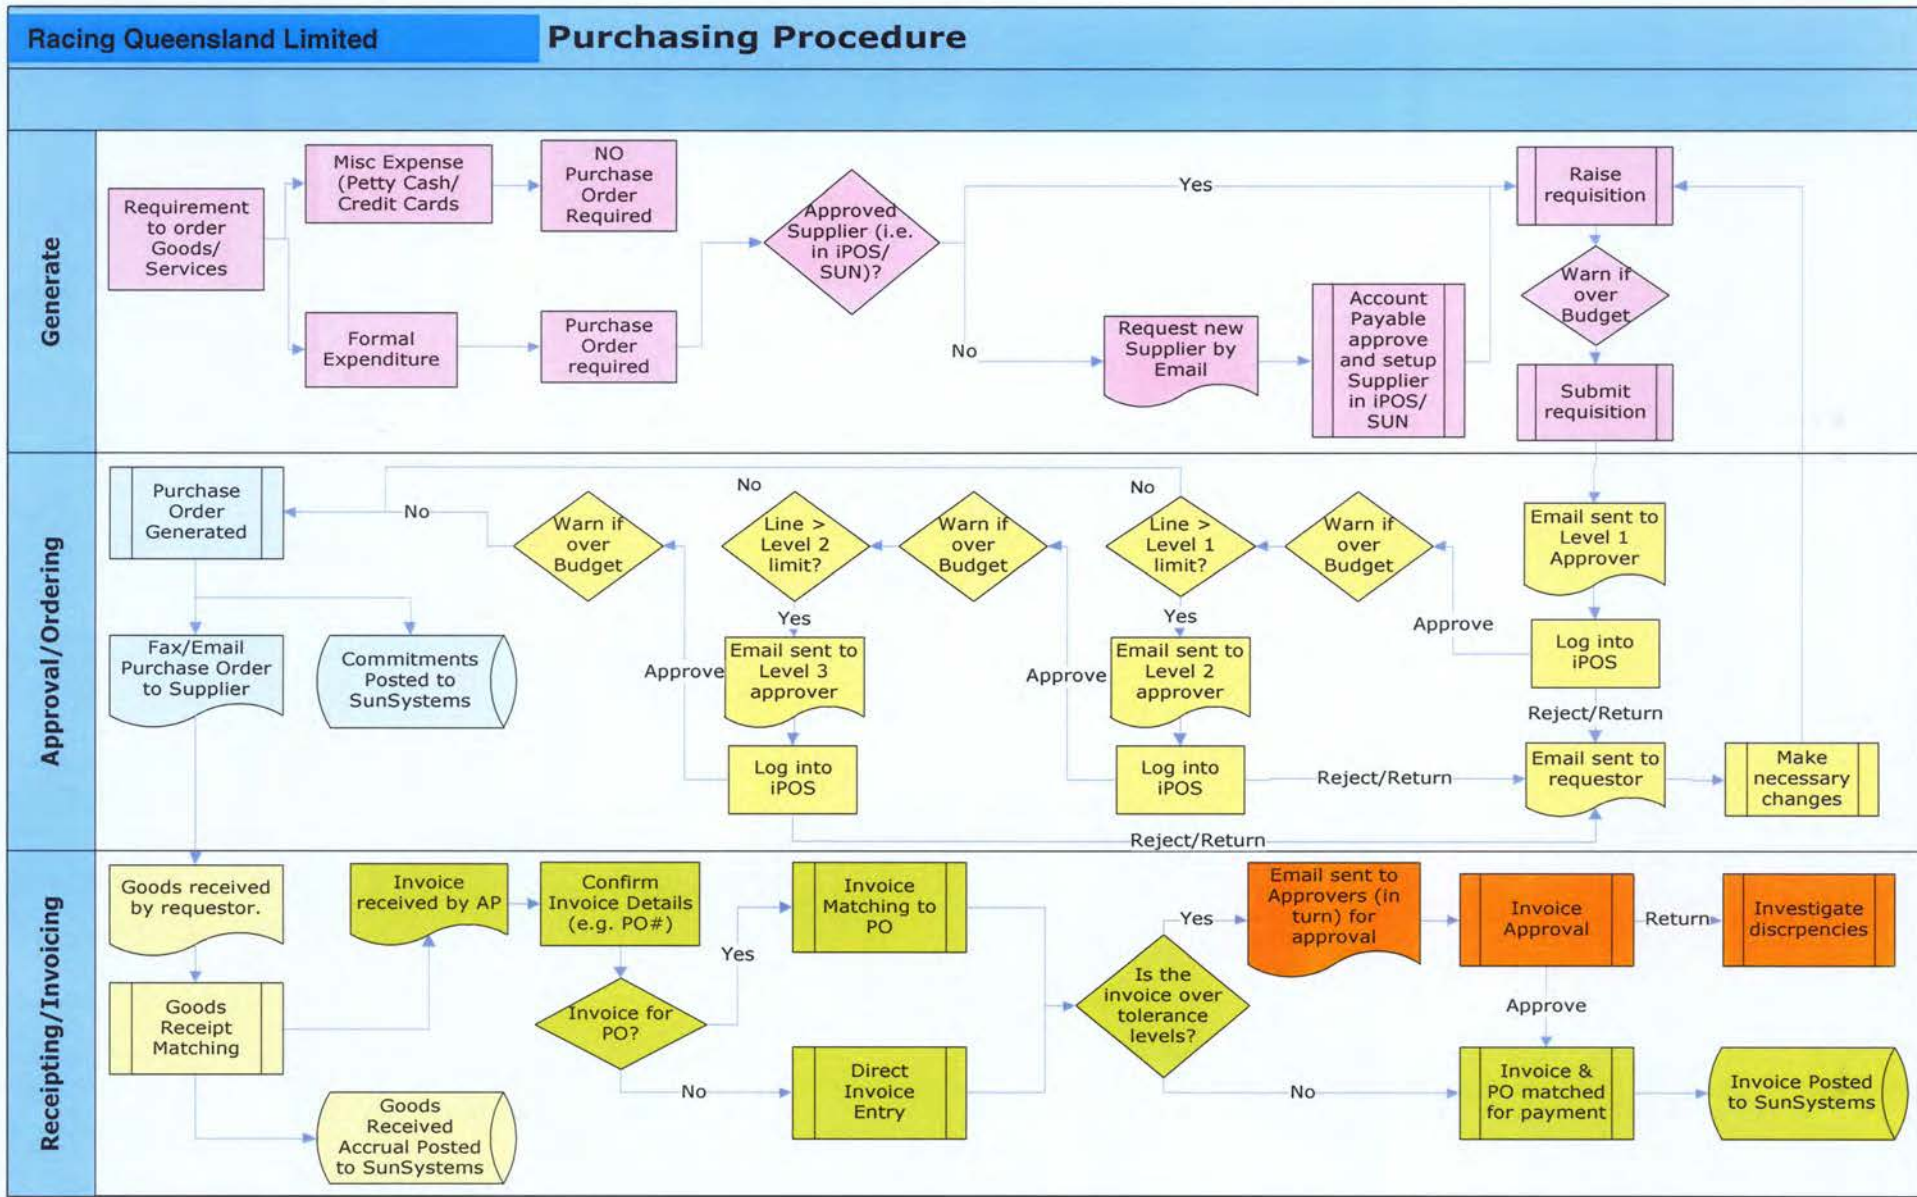 Racing Queensland Limited
Purchasing Procedure
Generate
Requirement
to order
Goods/
Services
Misc Expense
(Petty Cash/
Credit Cards
NO
Purchase
Order
Required
Formal
Expenditure
Purchase
Order
required
Approved
Supplier (i.e.
in iPOS/
SUN)?
Yes
No
Request new
Supplier by
Email
Account
Payable
approve
and setup
Supplier
in iPOS/
SUN
Raise
requisition
Warn if
over
Budget
Submit
requisition
Approval/Ordering
Purchase
Order
Generated
No
Warn if
over
Budget
No
Line >
Level 2
limit?
Warn if
over
Budget
No
Line >
Level 1
limit?
Warn if
over
Budget
Email sent to
Level 1
Approver
Yes
Yes
Approve
Fax/Email
Purchase Order
to Supplier
Commitments
Posted to
SunSystems
Approve
Email sent to
Level 3
approver
Approve
Email sent to
Level 2
approver
Log into
iPOS
Reject/Return
Log into
iPOS
Log into
iPOS
Reject/Return
Email sent to
requestor
Make
necessary
changes
Reject/Return
Receipting/Invoicing
Goods received
by requestor.
Invoice
received by AP
Confirm
Invoice Details
(e.g. PO#)
Yes
Invoice
Matching to
PO
Yes
Email sent to
Approvers (in
turn) for
approval
Invoice
Approval
Return
Investigate
discrpencies
Goods
Receipt
Matching
Invoice for
PO?
Is the
invoice over
tolerance
levels?
Approve
No
Direct
Invoice
Entry
No
Invoice &
PO matched
for payment
Invoice Posted
to SunSystems
Goods
Received
Accrual Posted
to SunSystems